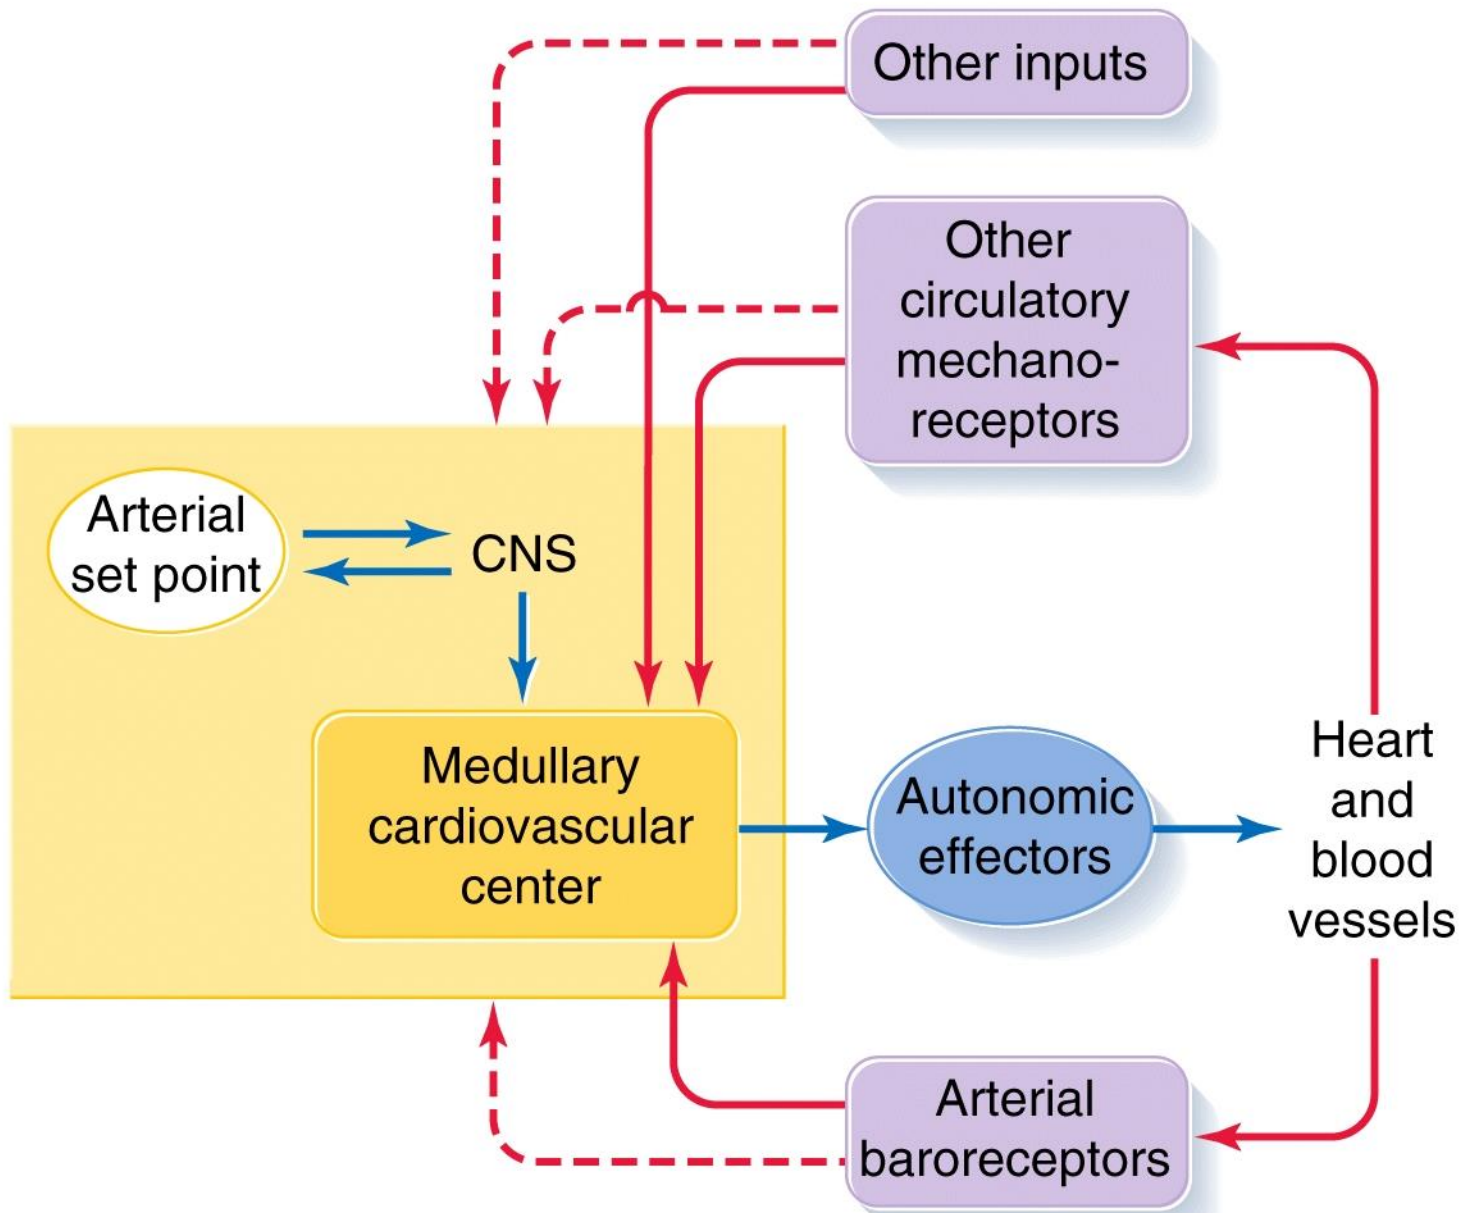 Other inputs
Other
circulatory
mechano-
receptors
Arterial
set point
CNS
Medullary
cardiovascular
center
Autonomic
effectors
Heart
and
blood
vessels
Arterial
baroreceptors